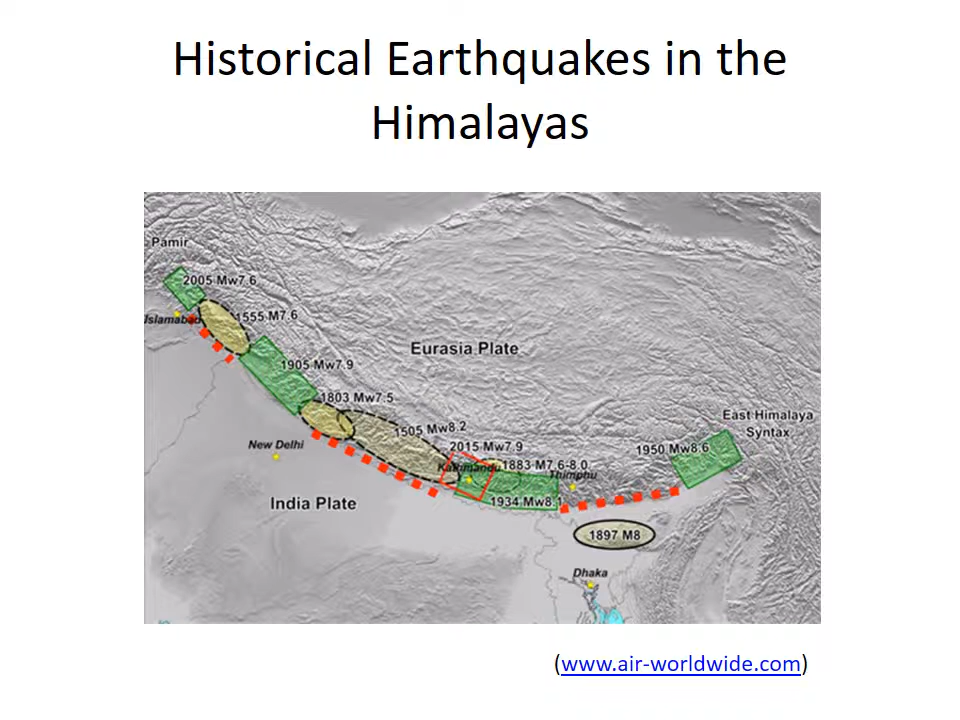 Historical Earthquakes in the
Himalayas
Pamir
2005 Mw7.6
Islamabad
1555 M7.6
Eurasia Plate
1905 Mw7.9
1803 Mw7.5
East Himalaya
Syntax
1505 Mw8.2
New Delhi
2015 Mw7.9
1950 Mw8.6
Kathmandu
1883 M7.6-8.0
Thimphu
India Plate
1934 Mw8.1
1897 M8
Dhaka
(www.air-worldwide.com)